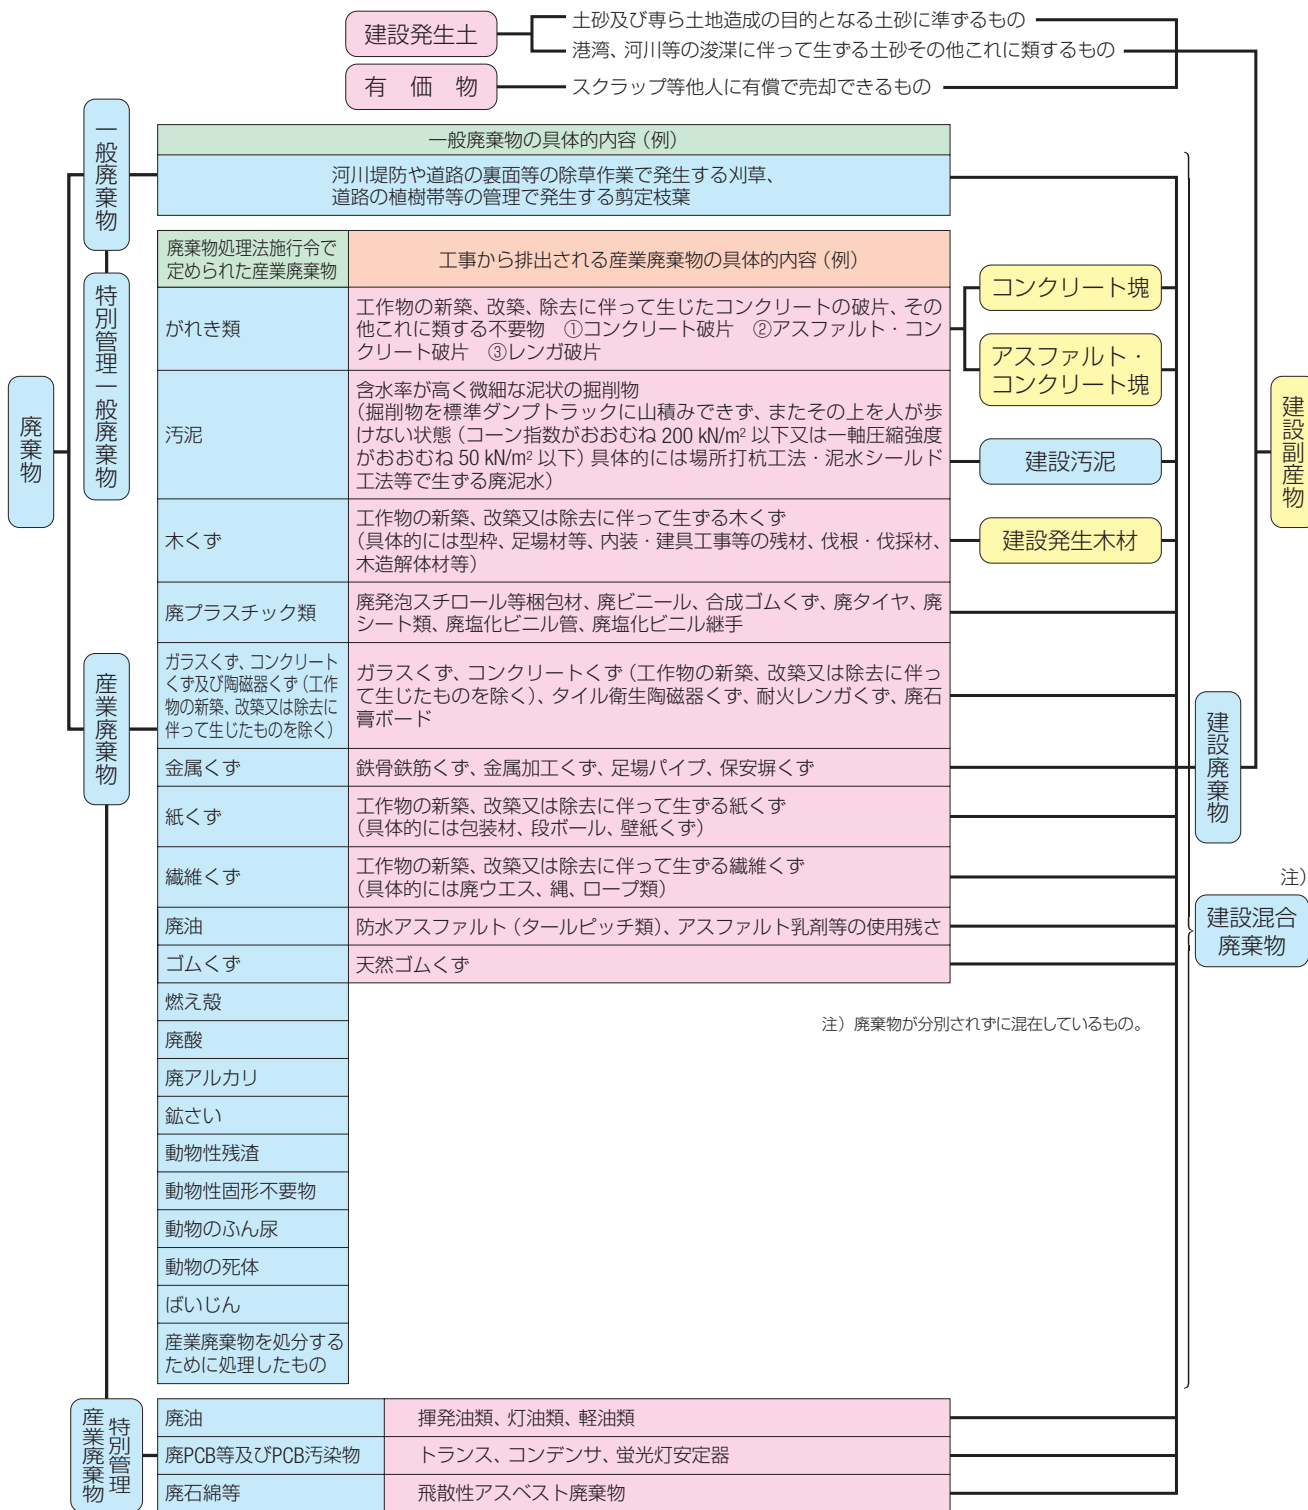 建設発生土
土砂及び専ら土地造成の目的となる土砂に準ずるもの
港湾、河川等の浚渫に伴って生ずる土砂その他これに類するもの
有価物
スクラップ等他人に有償で売却できるもの
一般廃棄物
一般廃棄物の具体的内容（例）
河川堤防や道路の裏面等の除草作業で発生する刈草、
道路の植樹帯等の管理で発生する剪定枝葉
特別管理一般廃棄物
廃棄物処理法施行令で
定められた産業廃棄物
工事から排出される産業廃棄物の具体的内容（例）
がれき類
工作物の新築、改築、除去に伴って生じたコンクリートの破片、その
他これに類する不要物　①コンクリート破片　②アスファルト・コン
クリート破片　③レンガ破片
コンクリート塊
アスファルト・
コンクリート塊
廃棄物
汚泥
含水率が高く微細な泥状の掘削物
（掘削物を標準ダンプトラックに山積みできず、またその上を人が歩
けない状態（コーン指数がおおむね 200 kN/m² 以下又は一軸圧縮強度
がおおむね 50 kN/m² 以下）具体的には場所打杭工法・泥水シールド
工法等で生ずる廃泥水）
建設汚泥
建設副産物
木くず
工作物の新築、改築又は除去に伴って生ずる木くず
（具体的には型枠、足場材等、内装・建具工事等の残材、伐根・伐採材、
木造解体材等）
建設発生木材
廃プラスチック類
廃発泡スチロール等梱包材、廃ビニール、合成ゴムくず、廃タイヤ、廃
シート類、廃塩化ビニル管、廃塩化ビニル継手
産業廃棄物
ガラスくず、コンクリート
くず及び陶磁器くず（工作
物の新築、改築又は除去に
伴って生じたものを除く）
ガラスくず、コンクリートくず（工作物の新築、改築又は除去に伴っ
て生じたものを除く）、タイル衛生陶磁器くず、耐火レンガくず、廃石
膏ボード
建設廃棄物
金属くず
鉄骨鉄筋くず、金属加工くず、足場パイプ、保安塀くず
紙くず
工作物の新築、改築又は除去に伴って生ずる紙くず
（具体的には包装材、段ボール、壁紙くず）
繊維くず
工作物の新築、改築又は除去に伴って生ずる繊維くず
（具体的には廃ウエス、縄、ロープ類）
注）
建設混合
廃棄物
廃油
防水アスファルト（タールピッチ類）、アスファルト乳剤等の使用残さ
ゴムくず
天然ゴムくず
燃え殻
注）廃棄物が分別されずに混在しているもの。
廃酸
廃アルカリ
鉱さい
動物性残渣
動物性固形不要物
動物のふん尿
動物の死体
ばいじん
産業廃棄物を処分する
ために処理したもの
特別管理
産業廃棄物
廃油
揮発油類、灯油類、軽油類
廃PCB等及びPCB汚染物
トランス、コンデンサ、蛍光灯安定器
廃石綿等
飛散性アスベスト廃棄物